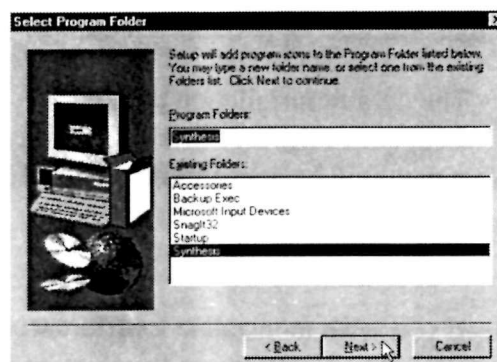 Select Program Folder
Setup will add program icons to the Program Folder listed below.
You may type a new folder name, or select one from the existing
Folders list. Click Next to continue.
Program Folders:
Synthesis
Existing Folders:
Accessories
Backup Exec
Microsoft Input Devices
SnagIt32
Startup
Synthesis
< Back
Next >
Cancel